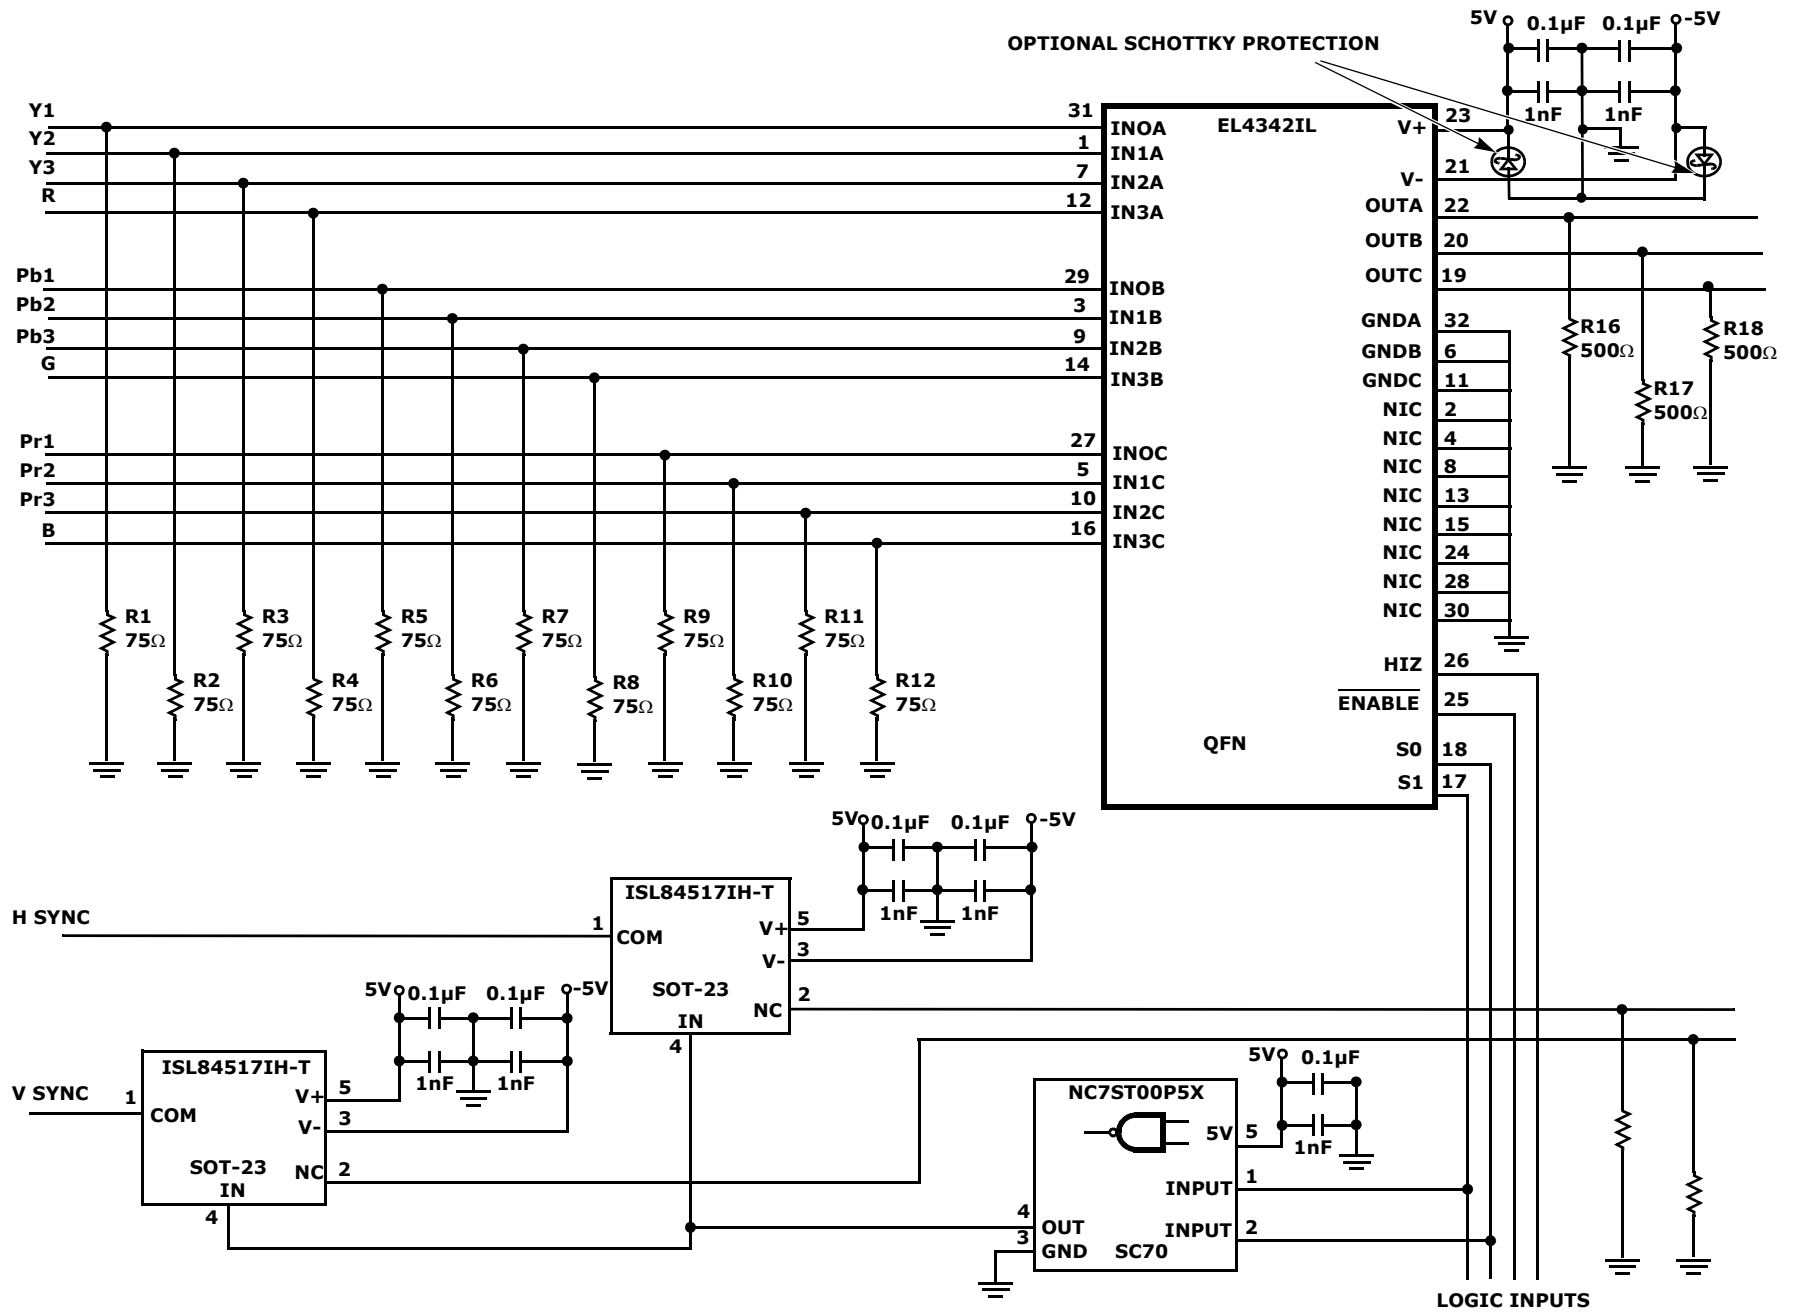 5V
0.1µF
0.1µF
-5V
OPTIONAL SCHOTTKY PROTECTION
1nF
1nF
Y1
Y2
Y3
R
Pb1
Pb2
Pb3
G
Pr1
Pr2
Pr3
B
31
1
7
12
29
3
9
14
27
5
10
16
EL4342IL
INOA
IN1A
IN2A
IN3A
INOB
IN1B
IN2B
IN3B
INOC
IN1C
IN2C
IN3C
QFN
V+ 23
V- 21
OUTA 22
OUTB 20
OUTC 19
GNDA 32
GNDB 6
GNDC 11
NIC 2
NIC 4
NIC 8
NIC 13
NIC 15
NIC 24
NIC 28
NIC 30
HIZ 26
ENABLE 25
S0 18
S1 17
R16
500Ω
R18
500Ω
R17
500Ω
R1
75Ω
R3
75Ω
R5
75Ω
R7
75Ω
R9
75Ω
R11
75Ω
R2
75Ω
R4
75Ω
R6
75Ω
R8
75Ω
R10
75Ω
R12
75Ω
5V
0.1µF
0.1µF
-5V
1nF
1nF
H SYNC
1
ISL84517IH-T
COM
V+ 5
V- 3
SOT-23
NC 2
IN
4
5V
0.1µF
0.1µF
-5V
1nF
1nF
V SYNC
1
ISL84517IH-T
COM
V+ 5
V- 3
SOT-23
NC 2
IN
4
5V
0.1µF
1nF
NC7ST00P5X
5V 5
INPUT 1
INPUT 2
4 OUT
3 GND
SC70
LOGIC INPUTS